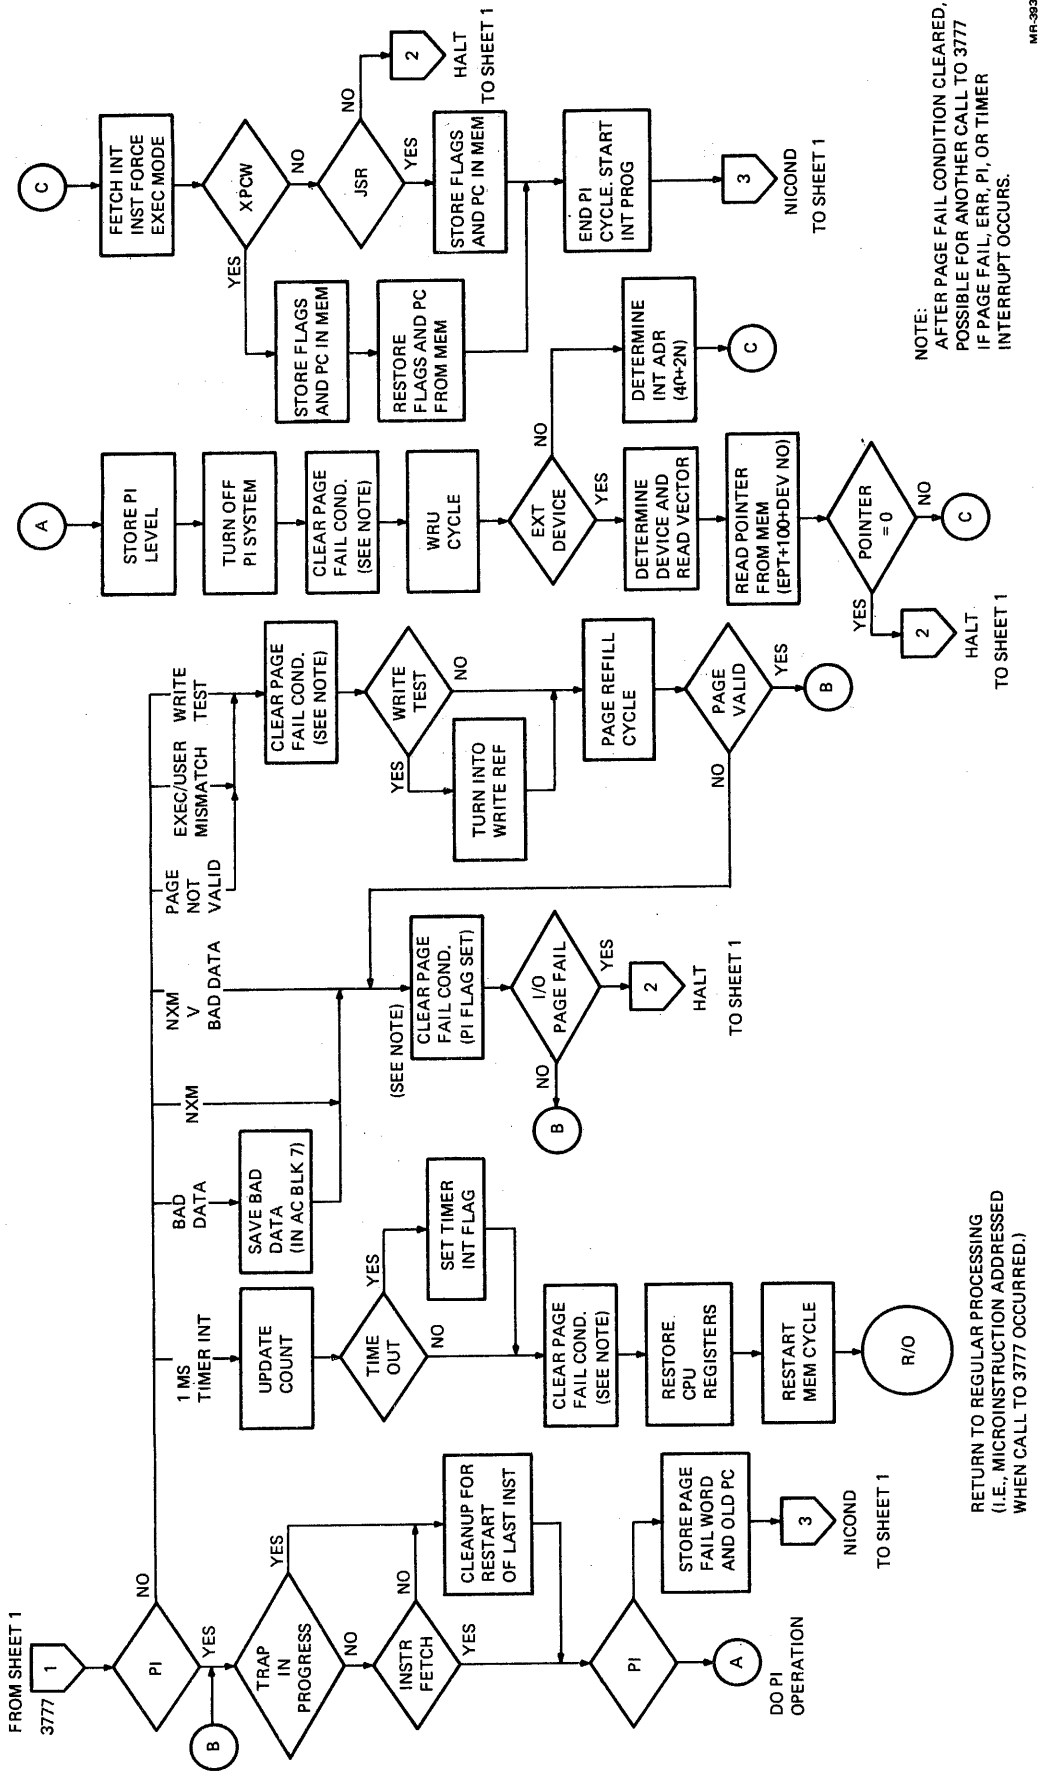 FROM SHEET 1
3777
1
PI
NO
YES
B
TRAP
IN
PROGRESS
YES
NO
INSTR
FETCH
NO
YES
CLEANUP FOR
RESTART
OF LAST INST
PI
STORE PAGE
FAIL WORD
AND OLD PC
3
NICOND
TO SHEET 1
A
DO PI
OPERATION
1 MS
TIMER INT
UPDATE
COUNT
TIME
OUT
YES
NO
SET TIMER
INT FLAG
CLEAR PAGE
FAIL COND.
(SEE NOTE)
RESTORE
CPU
REGISTERS
RESTART
MEM CYCLE
R/O
RETURN TO REGULAR PROCESSING
(I.E., MICROINSTRUCTION ADDRESSED
WHEN CALL TO 3777 OCCURRED.)
BAD
DATA
SAVE BAD
DATA
(IN AC BLK 7)
NXM
NXM
V
BAD DATA
(SEE NOTE)
CLEAR PAGE
FAIL COND.
(PI FLAG SET)
I/O
PAGE FAIL
NO
B
YES
2
HALT
TO SHEET 1
PAGE
NOT
VALID
EXEC/USER
MISMATCH
WRITE
TEST
CLEAR PAGE
FAIL COND.
(SEE NOTE)
WRITE
TEST
YES
NO
TURN INTO
WRITE REF
PAGE REFILL
CYCLE
PAGE
VALID
NO
YES
B
A
STORE PI
LEVEL
TURN OFF
PI SYSTEM
CLEAR PAGE
FAIL COND.
(SEE NOTE)
WRU
CYCLE
EXT
DEVICE
NO
YES
DETERMINE
DEVICE AND
READ VECTOR
DETERMINE
INT ADR
(40+2N)
C
READ POINTER
FROM MEM
(EPT+100+DEV NO)
POINTER
= 0
YES
NO
2
HALT
TO SHEET 1
C
C
FETCH INT
INST FORCE
EXEC MODE
XPCW
YES
NO
STORE FLAGS
AND PC IN MEM
RESTORE
FLAGS AND PC
FROM MEM
JSR
NO
YES
2
HALT
TO SHEET 1
STORE FLAGS
AND PC IN MEM
END PI
CYCLE. START
INT PROG
3
NICOND
TO SHEET 1
NOTE:
AFTER PAGE FAIL CONDITION CLEARED,
POSSIBLE FOR ANOTHER CALL TO 3777
IF PAGE FAIL, ERR, PI, OR TIMER
INTERRUPT OCCURS.